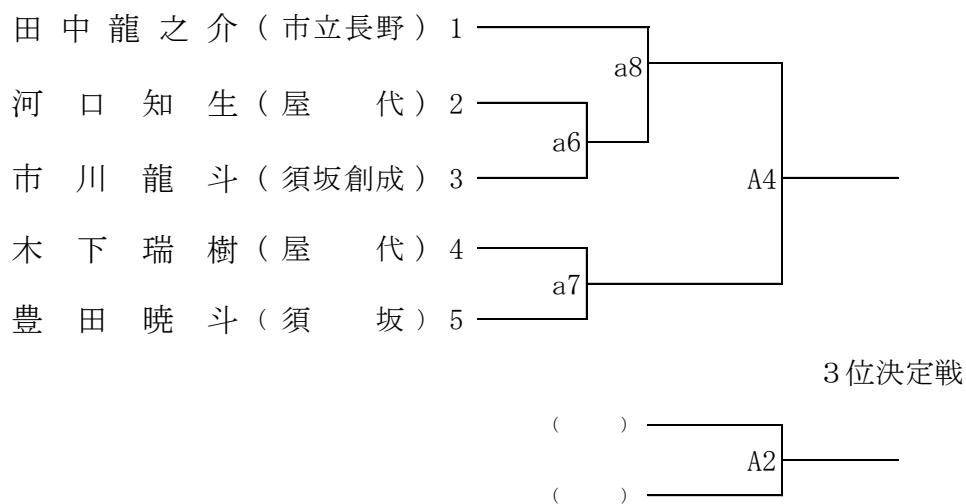 田中龍之介（市立長野）1
a8
河口知生（屋代）2
a6
市川龍斗（須坂創成）3
A4
木下瑞樹（屋代）4
a7
豊田暁斗（須坂）5
３位決定戦
（　　）
A2
（　　）